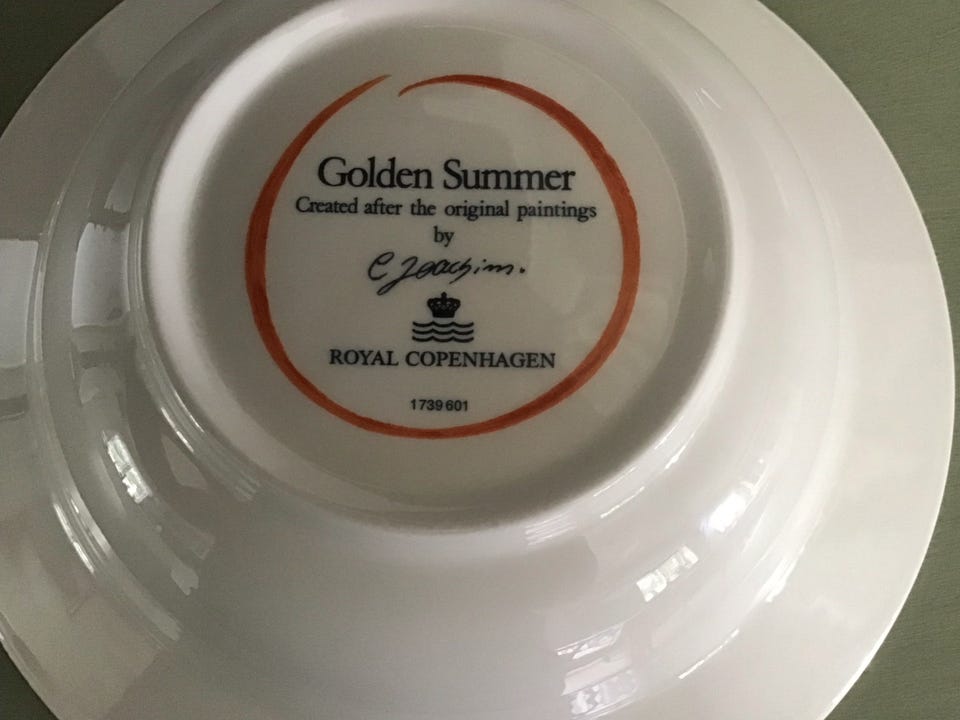 Golden Summer
Created after the original paintings
by
C Joachim.
ROYAL COPENHAGEN
1739 601